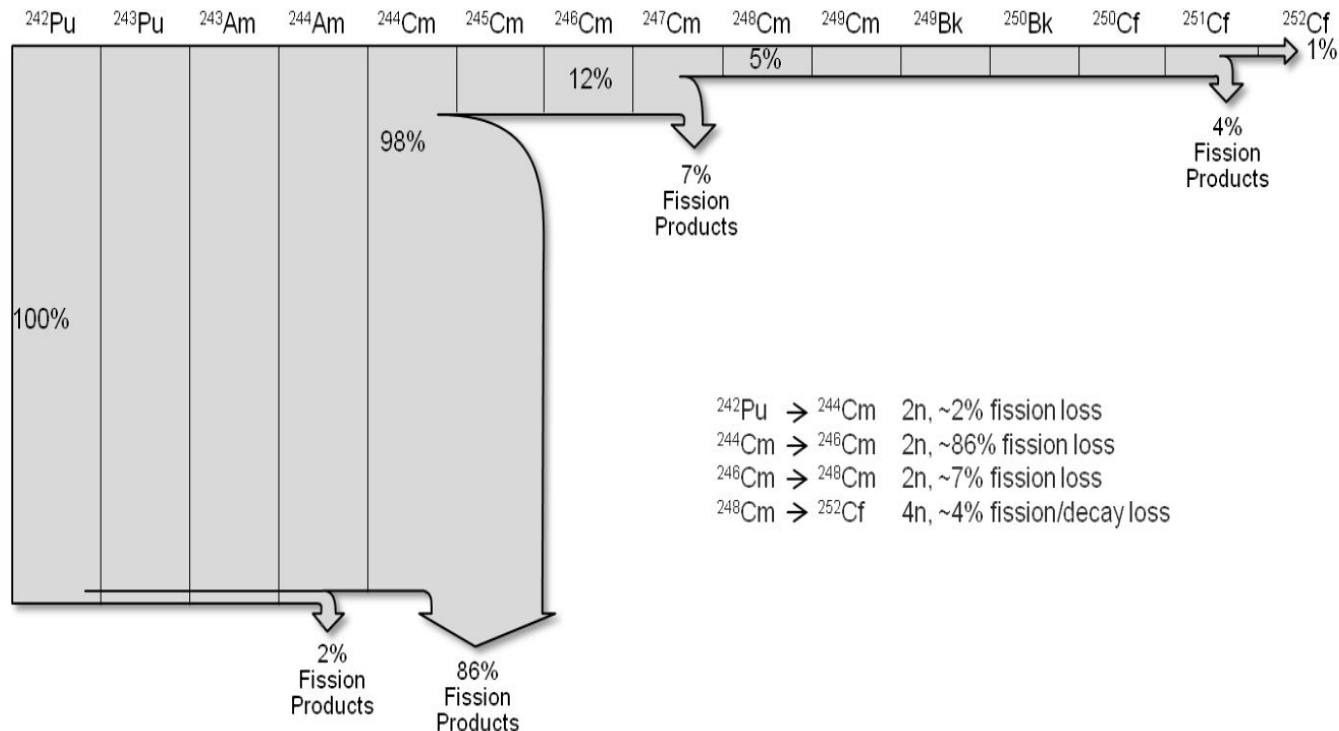 ²⁴²Pu ²⁴³Pu ²⁴³Am ²⁴⁴Am ²⁴⁴Cm ²⁴⁵Cm ²⁴⁶Cm ²⁴⁷Cm ²⁴⁸Cm ²⁴⁹Cm ²⁴⁹Bk ²⁵⁰Bk ²⁵⁰Cf ²⁵¹Cf ²⁵²Cf
1%
5%
12%
98%
4%
Fission
Products
7%
Fission
Products
100%
²⁴²Pu → ²⁴⁴Cm 2n, ~2% fission loss
²⁴⁴Cm → ²⁴⁶Cm 2n, ~86% fission loss
²⁴⁶Cm → ²⁴⁸Cm 2n, ~7% fission loss
²⁴⁸Cm → ²⁵²Cf 4n, ~4% fission/decay loss
2%
Fission
Products
86%
Fission
Products